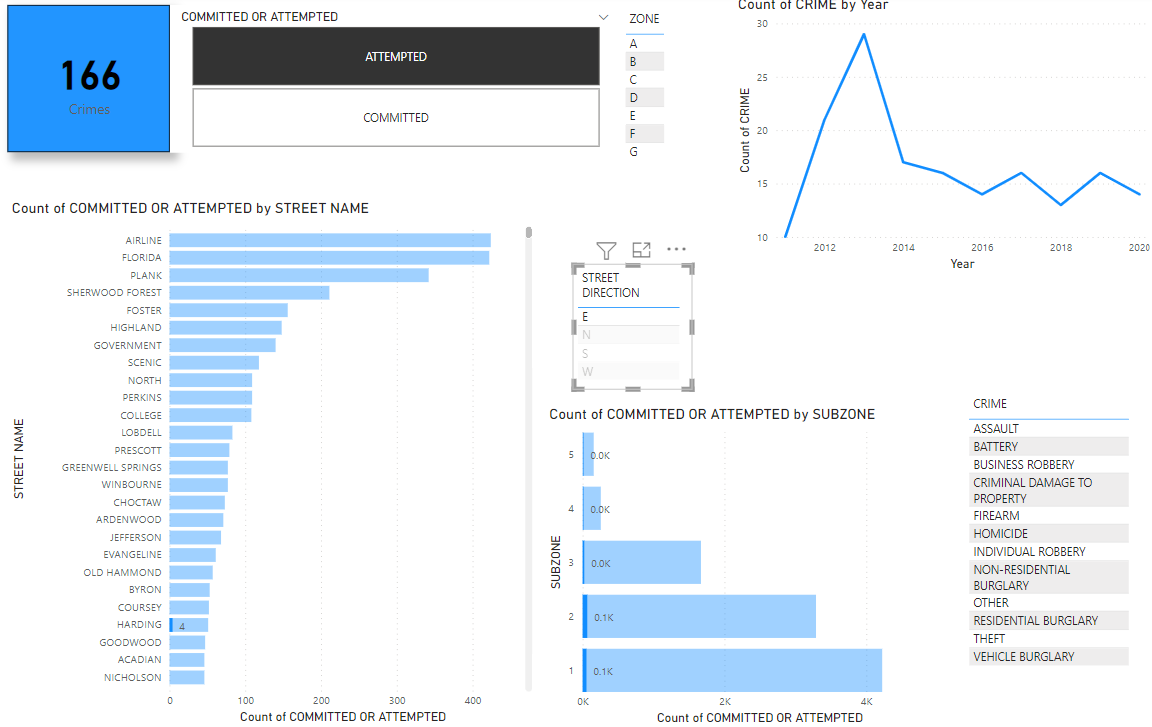 166
Crimes
COMMITTED OR ATTEMPTED
ATTEMPTED
COMMITTED
ZONE
A
B
C
D
E
F
G
Count of CRIME by Year
Count of CRIME
30
25
20
15
10
2012
2014
2016
2018
2020
Year
Count of COMMITTED OR ATTEMPTED by STREET NAME
STREET NAME
AIRLINE
FLORIDA
PLANK
SHERWOOD FOREST
FOSTER
HIGHLAND
GOVERNMENT
SCENIC
NORTH
PERKINS
COLLEGE
LOBDELL
PRESCOTT
GREENWELL SPRINGS
WINBOURNE
CHOCTAW
ARDENWOOD
JEFFERSON
EVANGELINE
OLD HAMMOND
BYRON
COURSEY
HARDING 4
GOODWOOD
ACADIAN
NICHOLSON
0 100 200 300 400
Count of COMMITTED OR ATTEMPTED
STREET
DIRECTION
E
N
S
W
Count of COMMITTED OR ATTEMPTED by SUBZONE
SUBZONE
5 0.0K
4 0.0K
3 0.0K
2 0.1K
1 0.1K
0K 2K 4K
Count of COMMITTED OR ATTEMPTED
CRIME
ASSAULT
BATTERY
BUSINESS ROBBERY
CRIMINAL DAMAGE TO
PROPERTY
FIREARM
HOMICIDE
INDIVIDUAL ROBBERY
NON-RESIDENTIAL
BURGLARY
OTHER
RESIDENTIAL BURGLARY
THEFT
VEHICLE BURGLARY